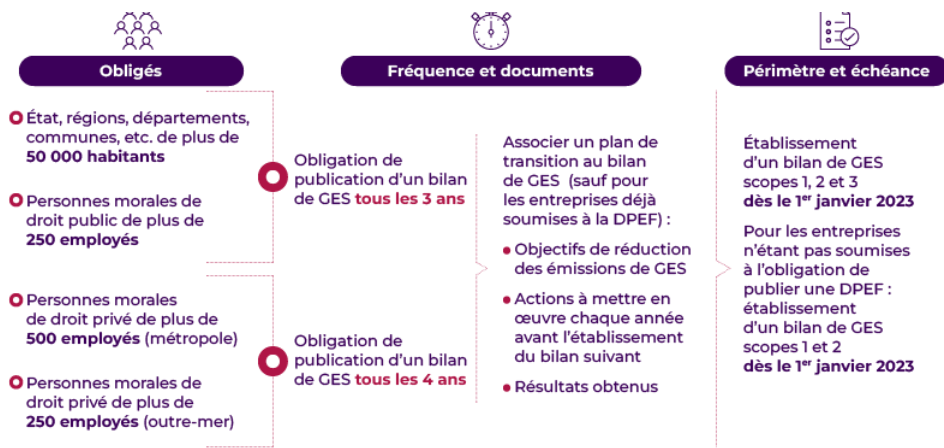 Obligés
État, régions, départements,
communes, etc. de plus de
50 000 habitants
Personnes morales de
droit public de plus de
250 employés
Personnes morales
de droit privé de plus de
500 employés (métropole)
Personnes morales de
droit privé de plus de
250 employés (outre-mer)
Fréquence et documents
Obligation de
publication d'un bilan
de GES tous les 3 ans
Obligation de
publication d'un bilan
de GES tous les 4 ans
Associer un plan de
transition au bilan
de GES (sauf pour
les entreprises déjà
soumises à la DPEF) :
• Objectifs de réduction
des émissions de GES
• Actions à mettre en
œuvre chaque année
avant l'établissement
du bilan suivant
• Résultats obtenus
Périmètre et échéance
Établissement
d'un bilan de GES
scopes 1, 2 et 3
dès le 1er janvier 2023
Pour les entreprises
n'étant pas soumises
à l'obligation de
publier une DPEF :
établissement
d'un bilan de GES
scopes 1 et 2
dès le 1er janvier 2023